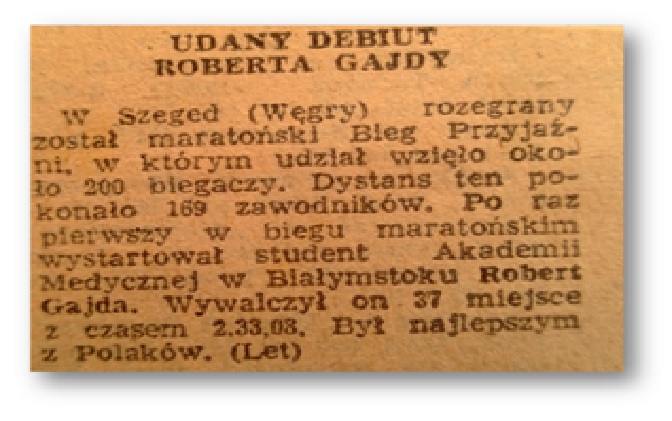 UDANY DEBIUT
ROBERTA GAJDY
W Szeged (Węgry) rozegrany
został maratoński Bieg Przyjaź-
ni, w którym udział wzięło oko-
ło 200 biegaczy. Dystans ten po-
konało 169 zawodników. Po raz
pierwszy w biegu maratońskim
wystartował student Akademii
Medycznej w Białymstoku Robert
Gajda. Wywalczył on 37 miejsce
z czasem 2.33,03. Był najlepszym
z Polaków. (Let)